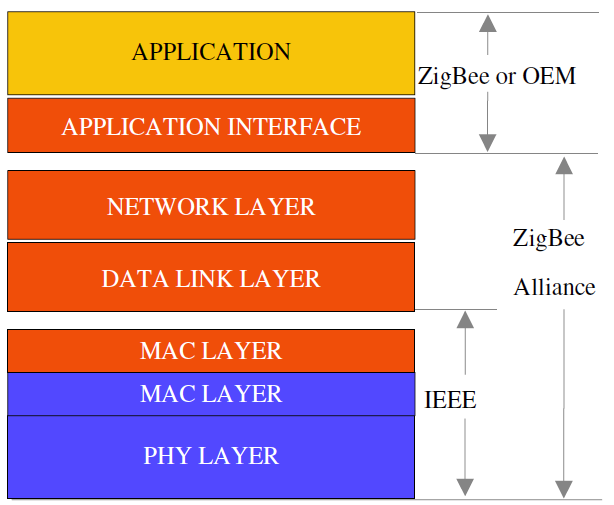 APPLICATION
ZigBee or OEM
APPLICATION INTERFACE
NETWORK LAYER
ZigBee
DATA LINK LAYER
Alliance
MAC LAYER
MAC LAYER
IEEE
PHY LAYER